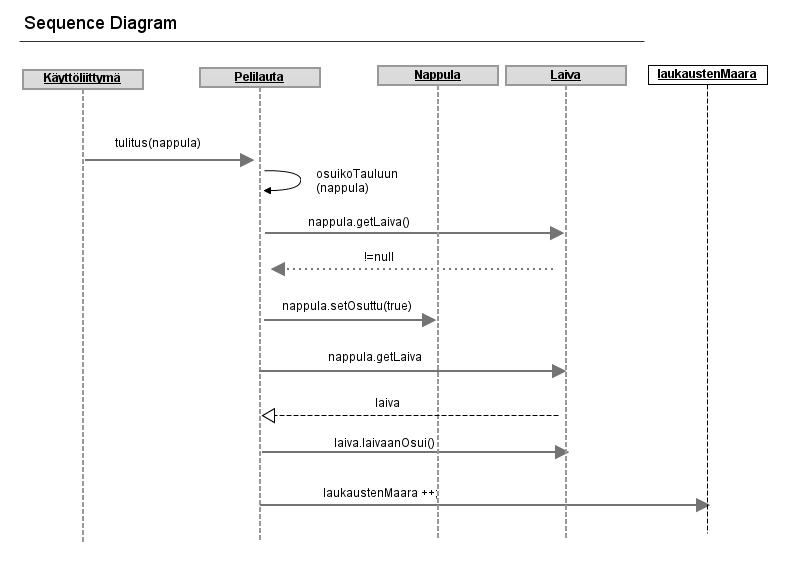 Sequence Diagram
Käyttöliittymä
Pelilauta
Nappula
Laiva
laukaustenMaara
tulitus(nappula)
osuikoTauluun
(nappula)
nappula.getLaiva()
!=null
nappula.setOsuttu(true)
nappula.getLaiva
laiva
laiva.laivaanOsui()
laukaustenMaara ++;